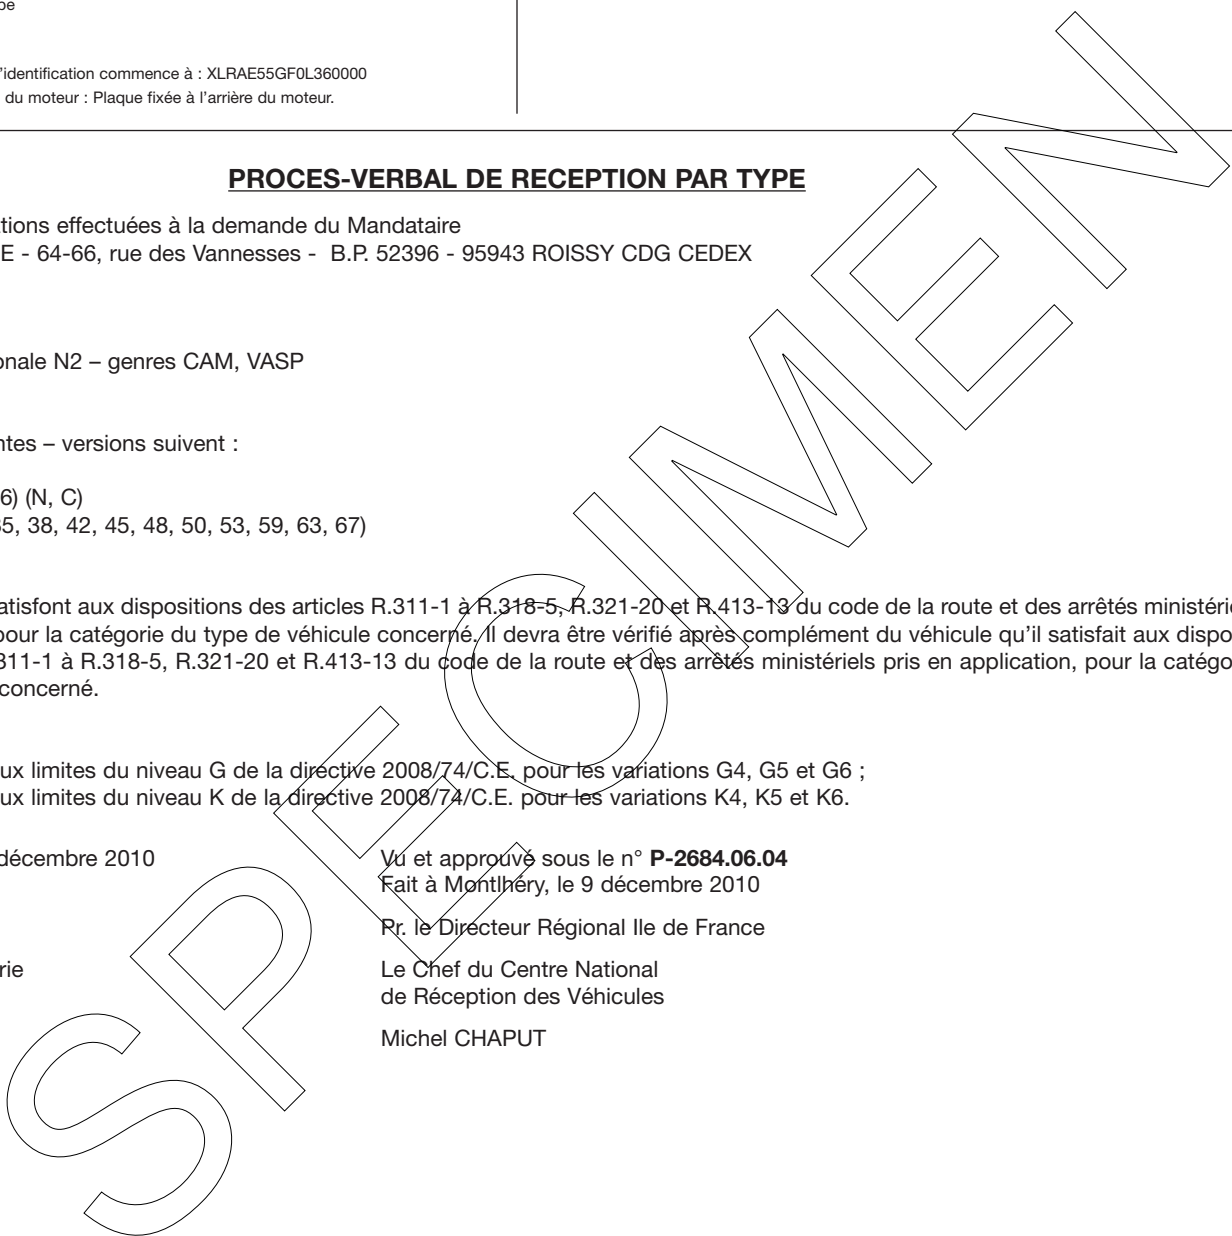 'identification commence à : XLRAE55GF0L360000
du moteur : Plaque fixée à l'arrière du moteur.
PROCES-VERBAL DE RECEPTION PAR TYPE
effectuées à la demande du Mandataire
E - 64-66, rue des Vannesses - B.P. 52396 - 95943 ROISSY CDG CEDEX
N2 – genres CAM, VASP
– versions suivent :
6) (N, C)
35, 38, 42, 45, 48, 50, 53, 59, 63, 67)
aux dispositions des articles R.311-1 à R.318-5, R.321-20 et R.413-13 du code de la route et des arrêtés
pour la catégorie du type de véhicule concerné. Il devra être vérifié après complément du véhicule qu'il satisfait aux
311-1 à R.318-5, R.321-20 et R.413-13 du code de la route et des arrêtés ministériels pris en application, pour la
concerné.
ux limites du niveau G de la directive 2008/74/C.E. pour les variations G4, G5 et G6 ;
ux limites du niveau K de la directive 2008/74/C.E. pour les variations K4, K5 et K6.
décembre 2010
Vu et approuvé sous le n° P-2684.06.04
Fait à Montlhéry, le 9 décembre 2010
Pr. le Directeur Régional Ile de France
rie
Le Chef du Centre National
de Réception des Véhicules
Michel CHAPUT
SPECIMEN